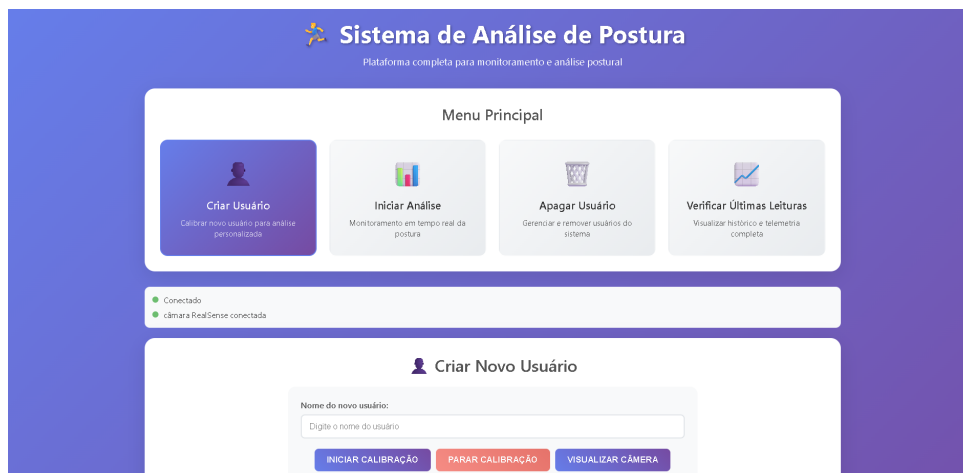 Sistema de Análise de Postura
Plataforma completa para monitoramento e análise postural
Menu Principal
Criar Usuário
Calibrar novo usuário para análise
personalizada
Iniciar Análise
Monitoramento em tempo real da
postura
Apagar Usuário
Gerenciar e remover usuários do
sistema
Verificar Últimas Leituras
Visualizar histórico e telemetria
completa
Conectado
câmara RealSense conectada
Criar Novo Usuário
Nome do novo usuário:
Digite o nome do usuário
INICIAR CALIBRAÇÃO
PARAR CALIBRAÇÃO
VISUALIZAR CÂMERA